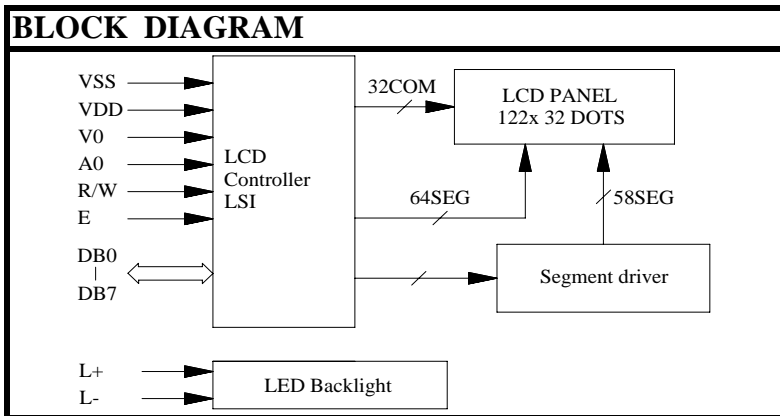 BLOCK DIAGRAM
VSS
VDD
V0
A0
R/W
E
DB0
|
DB7
LCD
Controller
LSI
32COM
LCD PANEL
122x 32 DOTS
64SEG
58SEG
Segment driver
L+
L-
LED Backlight